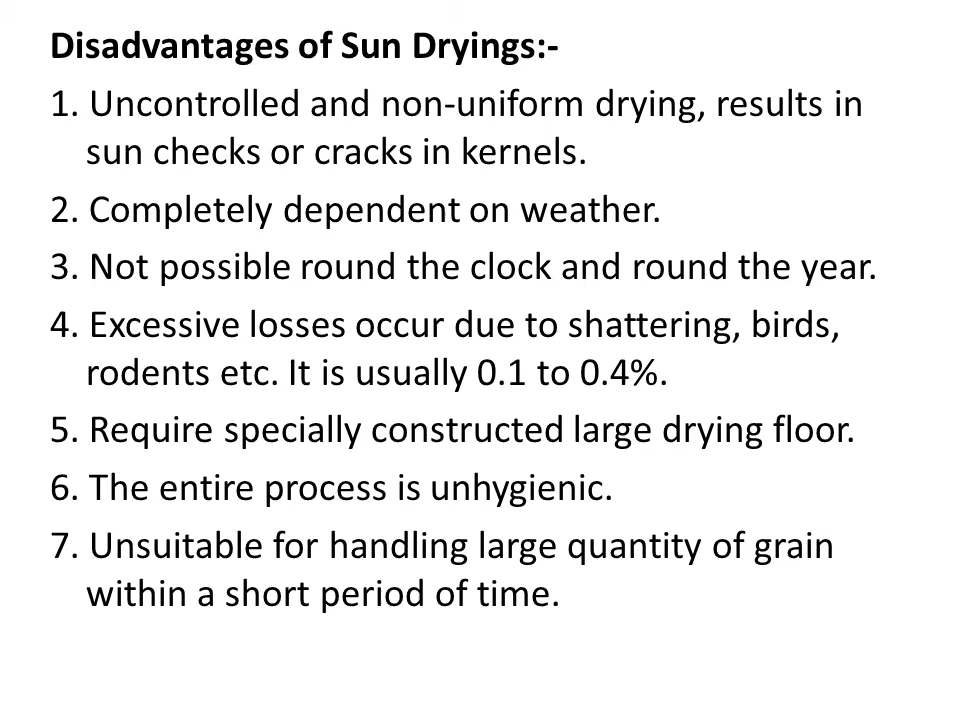 Disadvantages of Sun Dryings:-
1. Uncontrolled and non-uniform drying, results in
sun checks or cracks in kernels.
2. Completely dependent on weather.
3. Not possible round the clock and round the year.
4. Excessive losses occur due to shattering, birds,
rodents etc. It is usually 0.1 to 0.4%.
5. Require specially constructed large drying floor.
6. The entire process is unhygienic.
7. Unsuitable for handling large quantity of grain
within a short period of time.